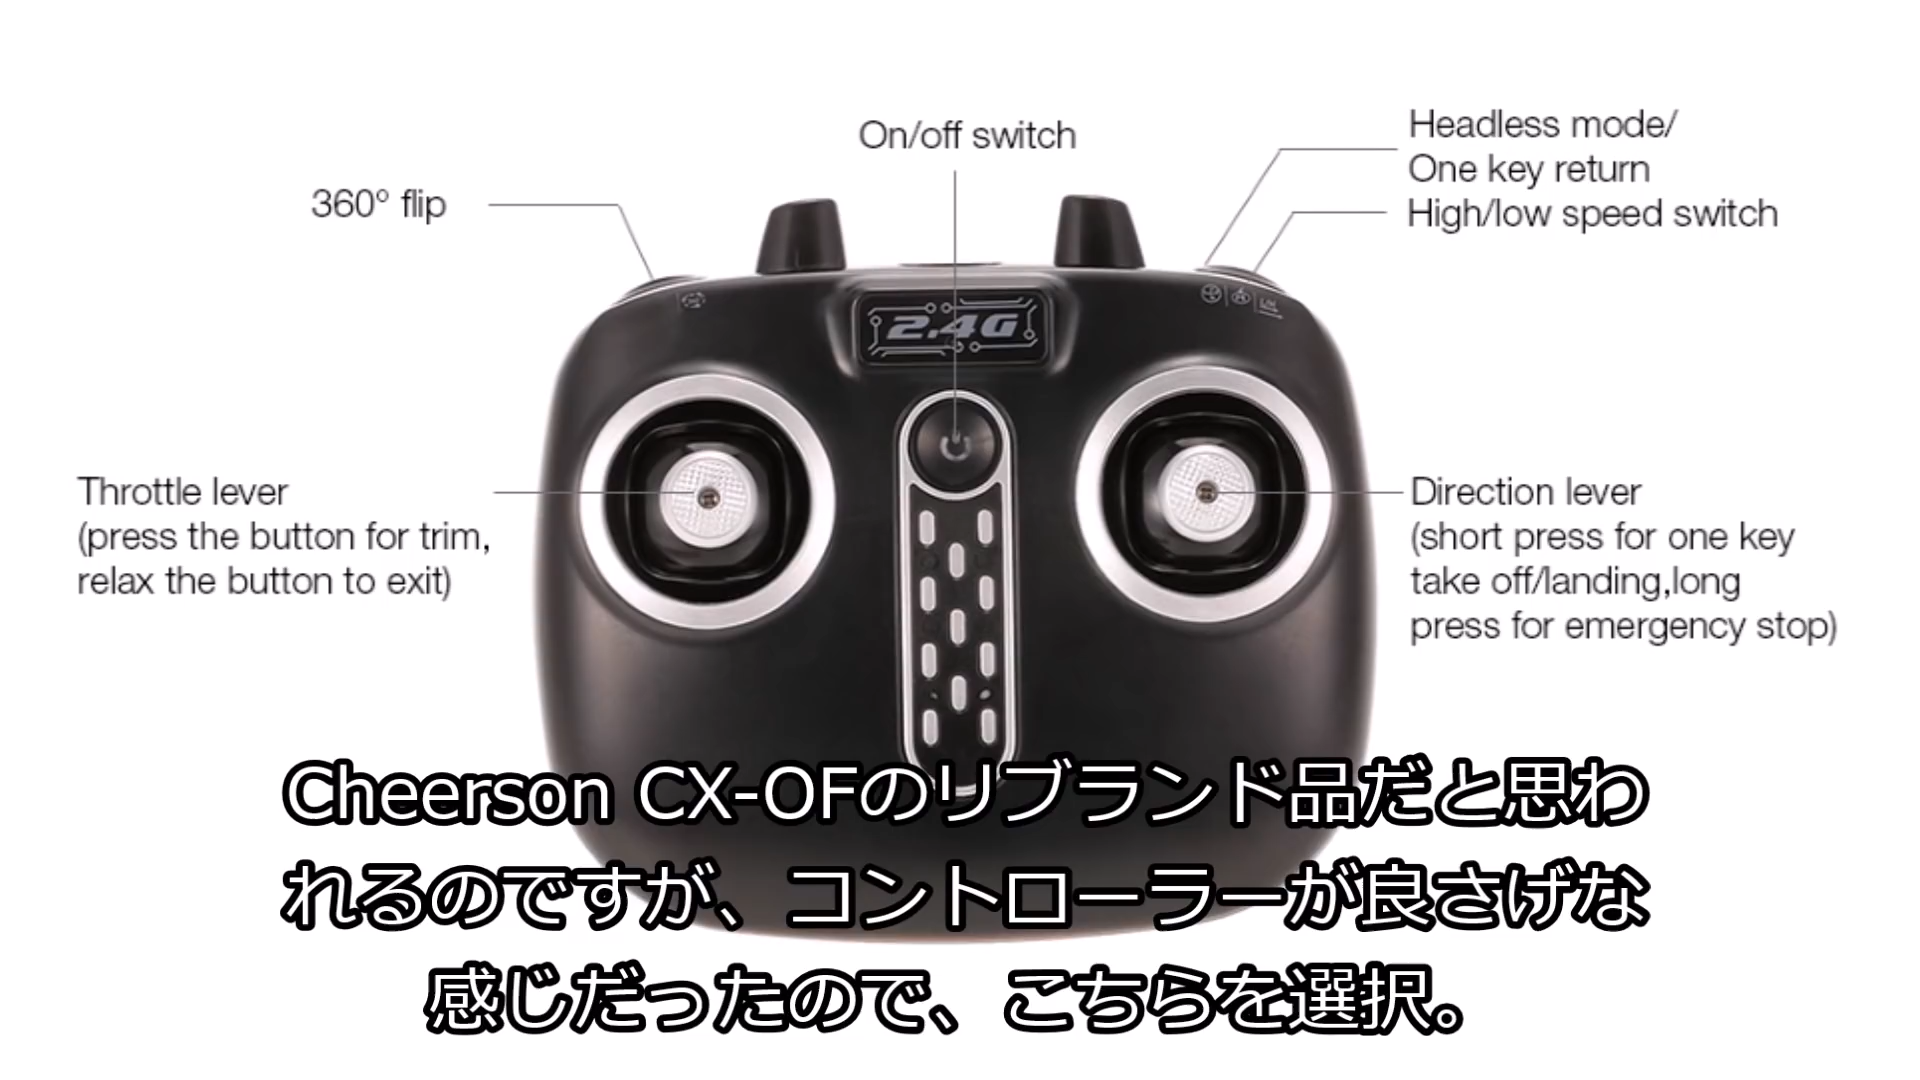 On/off switch
Headless mode/
One key return
High/low speed switch
360° flip
2.4G
Throttle lever
(press the button for trim,
relax the button to exit)
Direction lever
(short press for one key
take off/landing,long
press for emergency stop)
Cheerson CX-OFのリブランド品だと思わ
れるのですが、コントローラーが良さげな
感じだったので、こちらを選択。